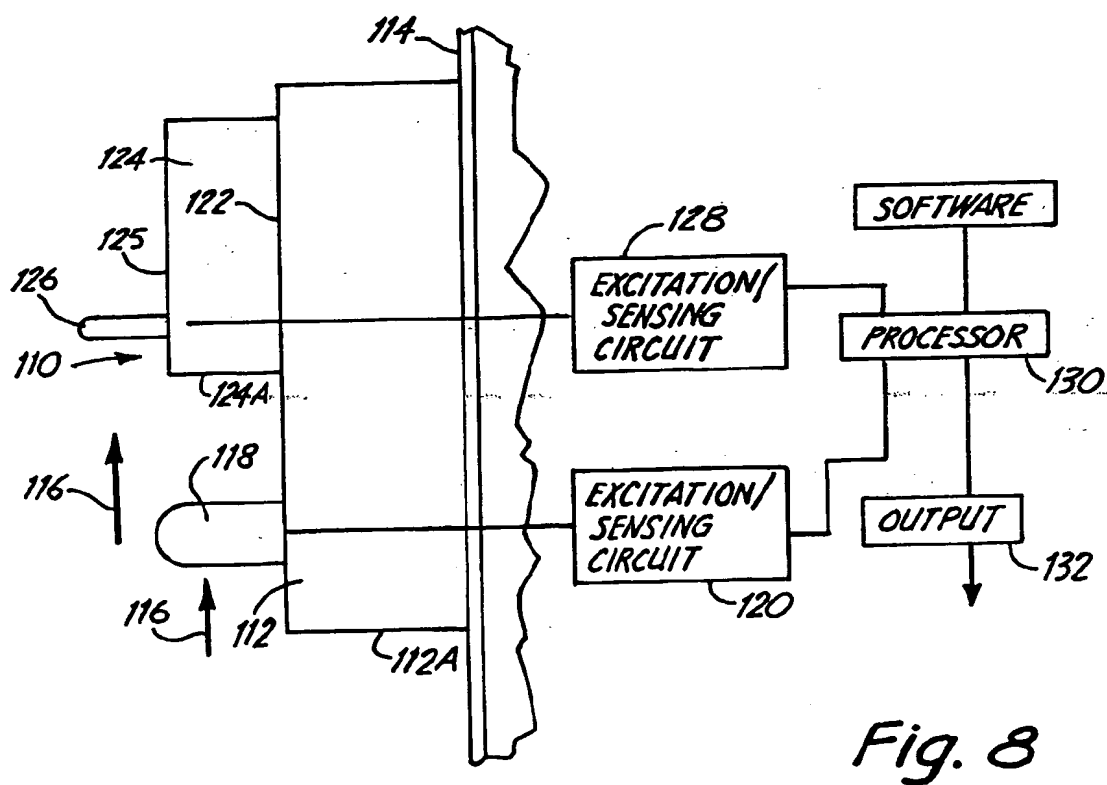 114
124
122
125
126
110
124A
116
118
116
112
112A
128
EXCITATION/
SENSING
CIRCUIT
SOFTWARE
PROCESSOR
130
EXCITATION/
SENSING
CIRCUIT
120
OUTPUT
132
Fig. 8